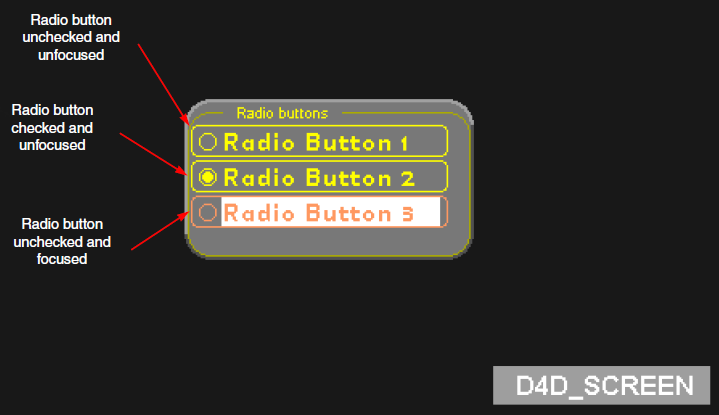 Radio button
unchecked and
unfocused
Radio button
checked and
unfocused
Radio button
unchecked and
focused
Radio buttons
Radio Button 1
Radio Button 2
Radio Button 3
D4D_SCREEN